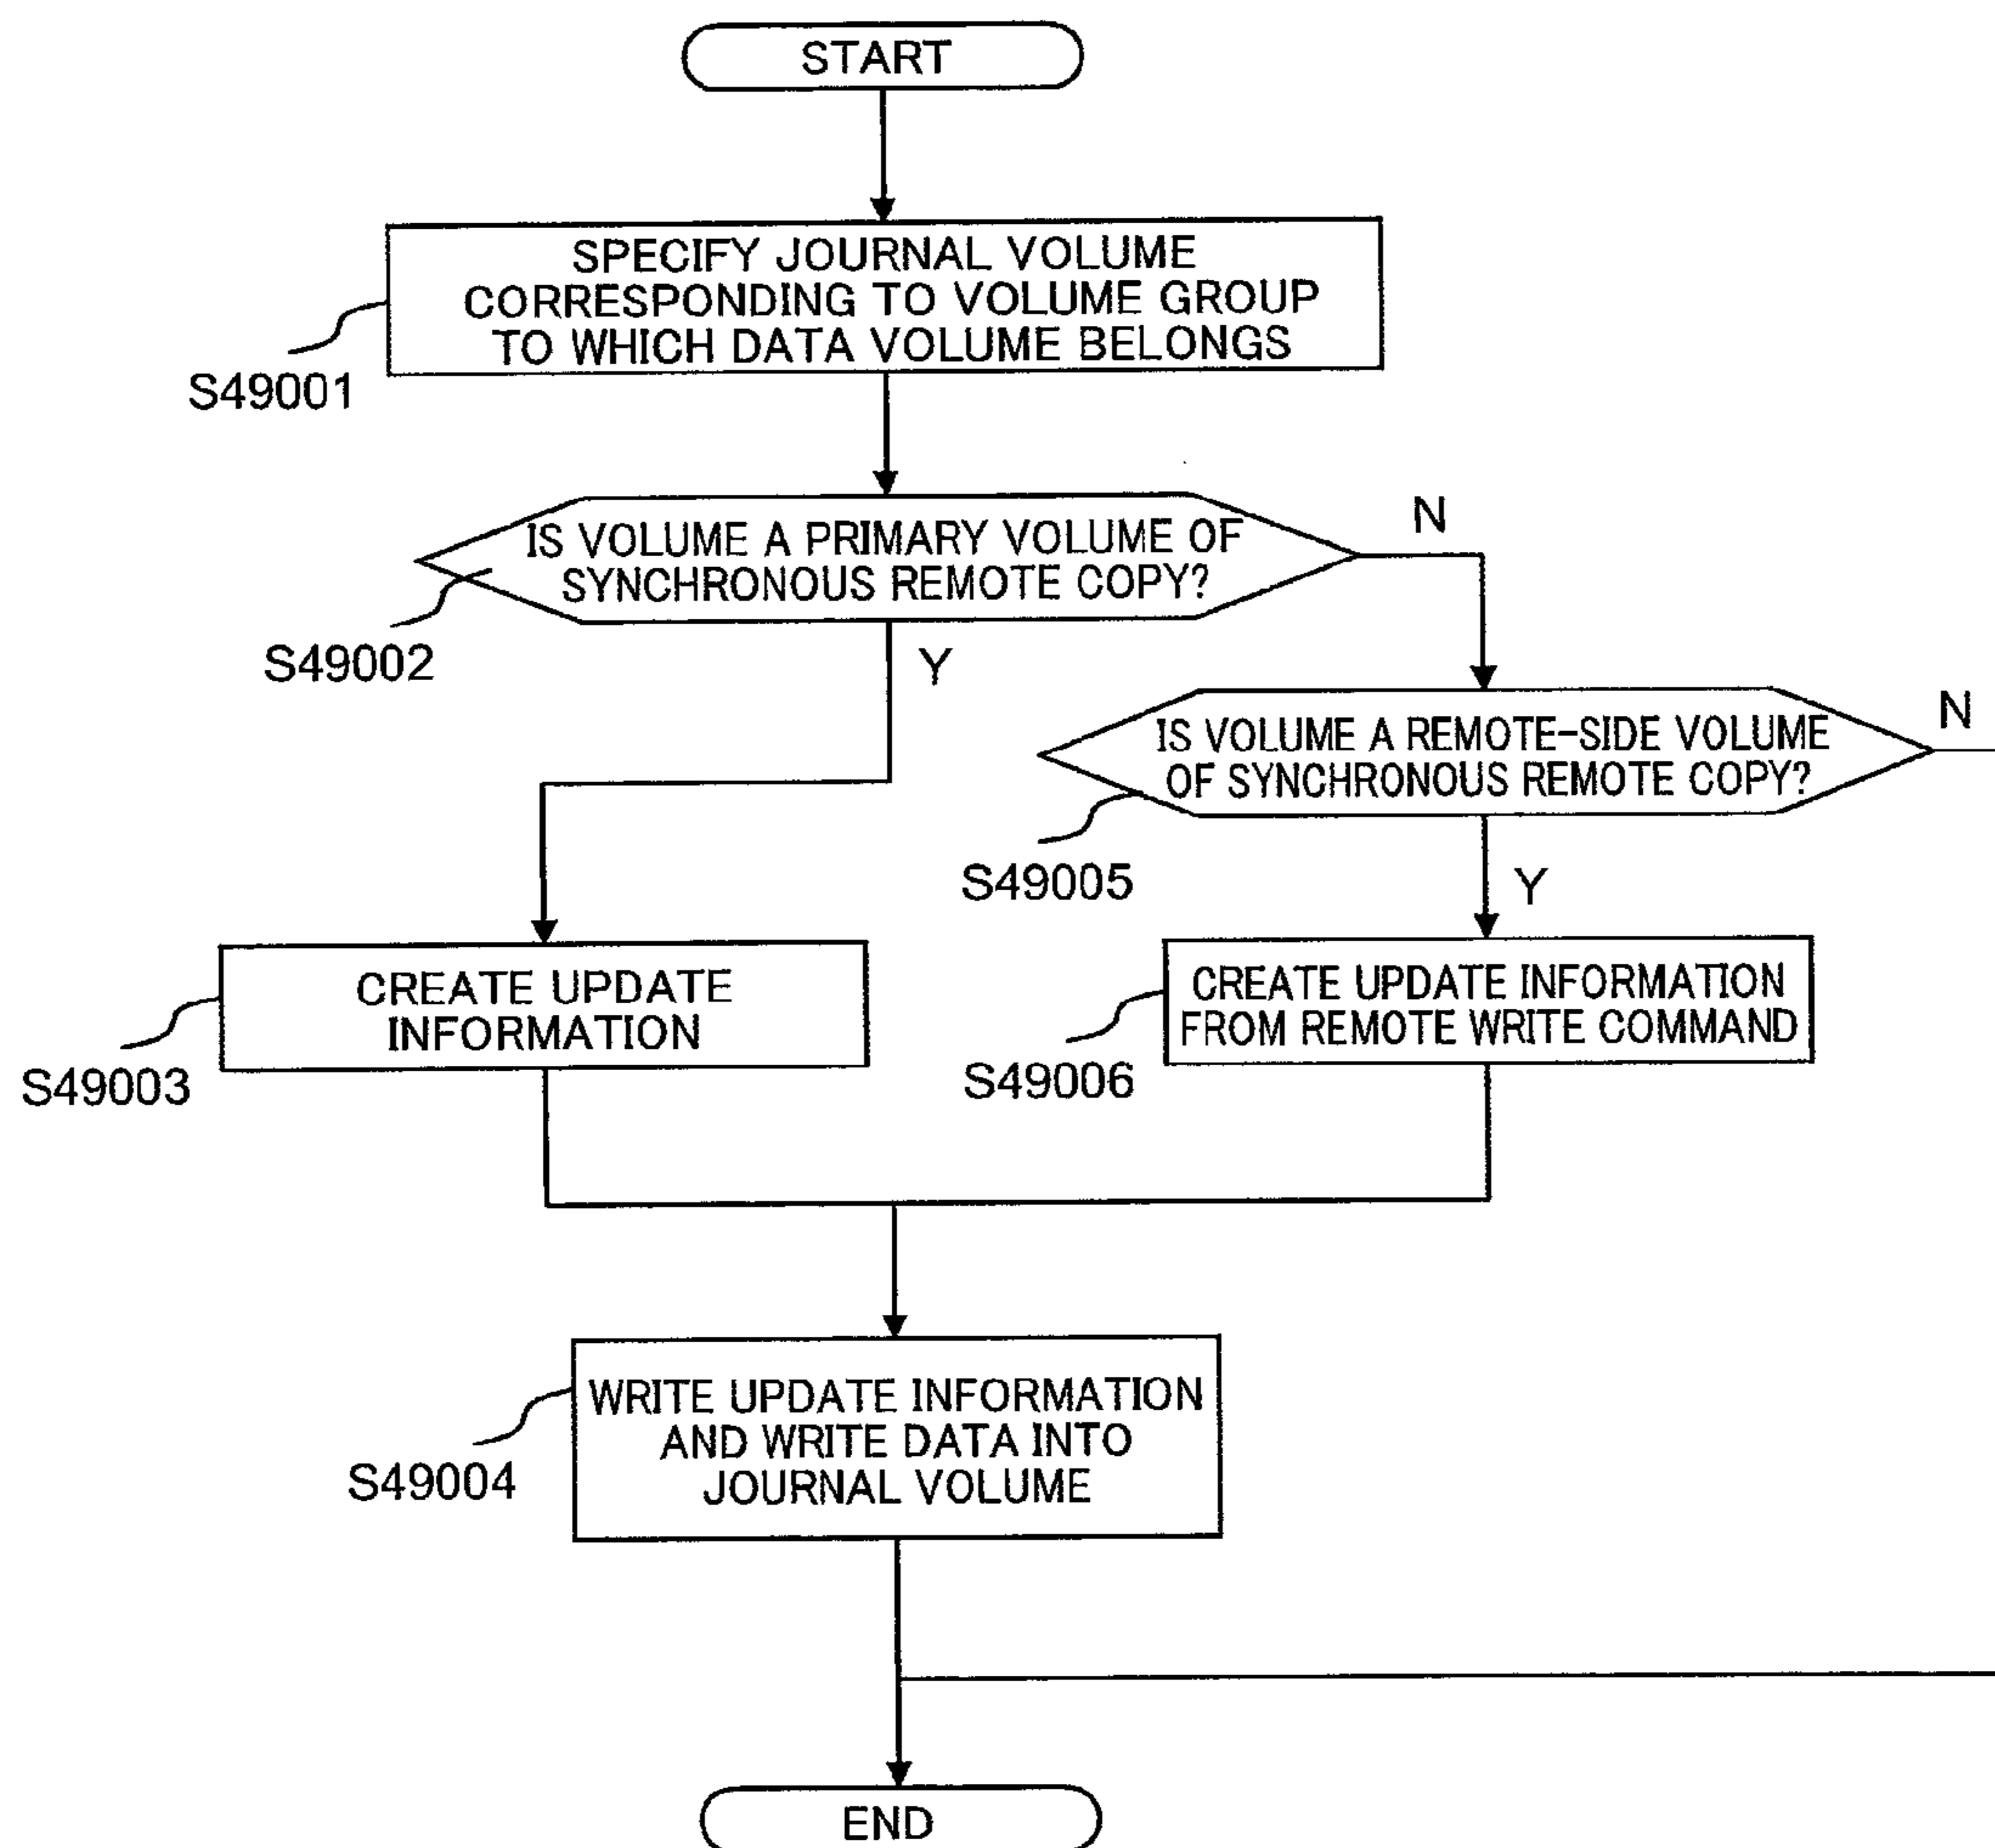 START
SPECIFY JOURNAL VOLUME
CORRESPONDING TO VOLUME GROUP
TO WHICH DATA VOLUME BELONGS
S49001
IS VOLUME A PRIMARY VOLUME OF
SYNCHRONOUS REMOTE COPY?
N
S49002
Y
IS VOLUME A REMOTE-SIDE VOLUME
OF SYNCHRONOUS REMOTE COPY?
N
S49005
Y
CREATE UPDATE
INFORMATION
S49003
CREATE UPDATE INFORMATION
FROM REMOTE WRITE COMMAND
S49006
WRITE UPDATE INFORMATION
AND WRITE DATA INTO
JOURNAL VOLUME
S49004
END